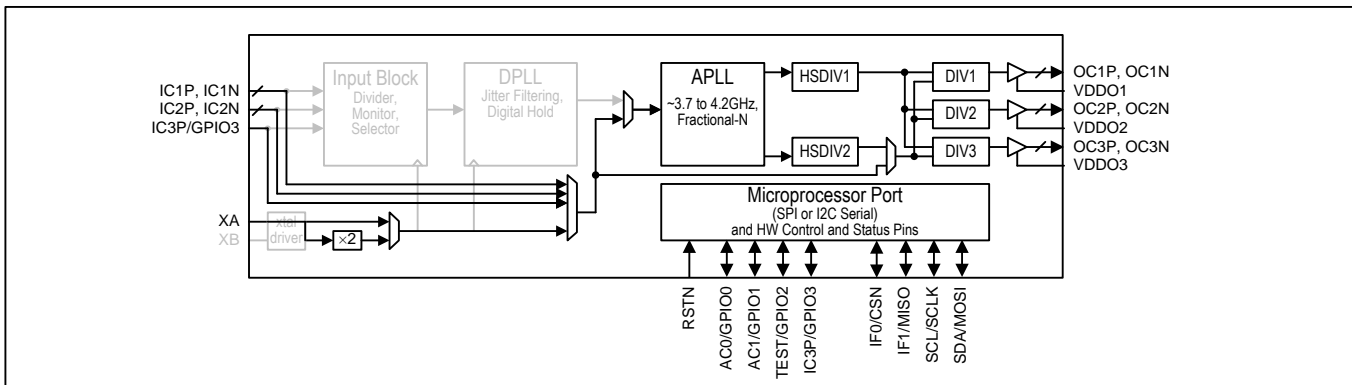 IC1P, IC1N
IC2P, IC2N
IC3P/GPIO3
XA
XB
Input Block
Divider,
Monitor,
Selector
DPLL
Jitter Filtering,
Digital Hold
xtal
driver
×2
APLL
~3.7 to 4.2GHz,
Fractional-N
HSDIV1
HSDIV2
DIV1
DIV2
DIV3
OC1P, OC1N
VDDO1
OC2P, OC2N
VDDO2
OC3P, OC3N
VDDO3
Microprocessor Port
(SPI or I2C Serial)
and HW Control and Status Pins
RSTN
AC0/GPIO0
AC1/GPIO1
TEST/GPIO2
IC3P/GPIO3
IF0/CSN
IF1/MISO
SCL/SCLK
SDA/MOSI